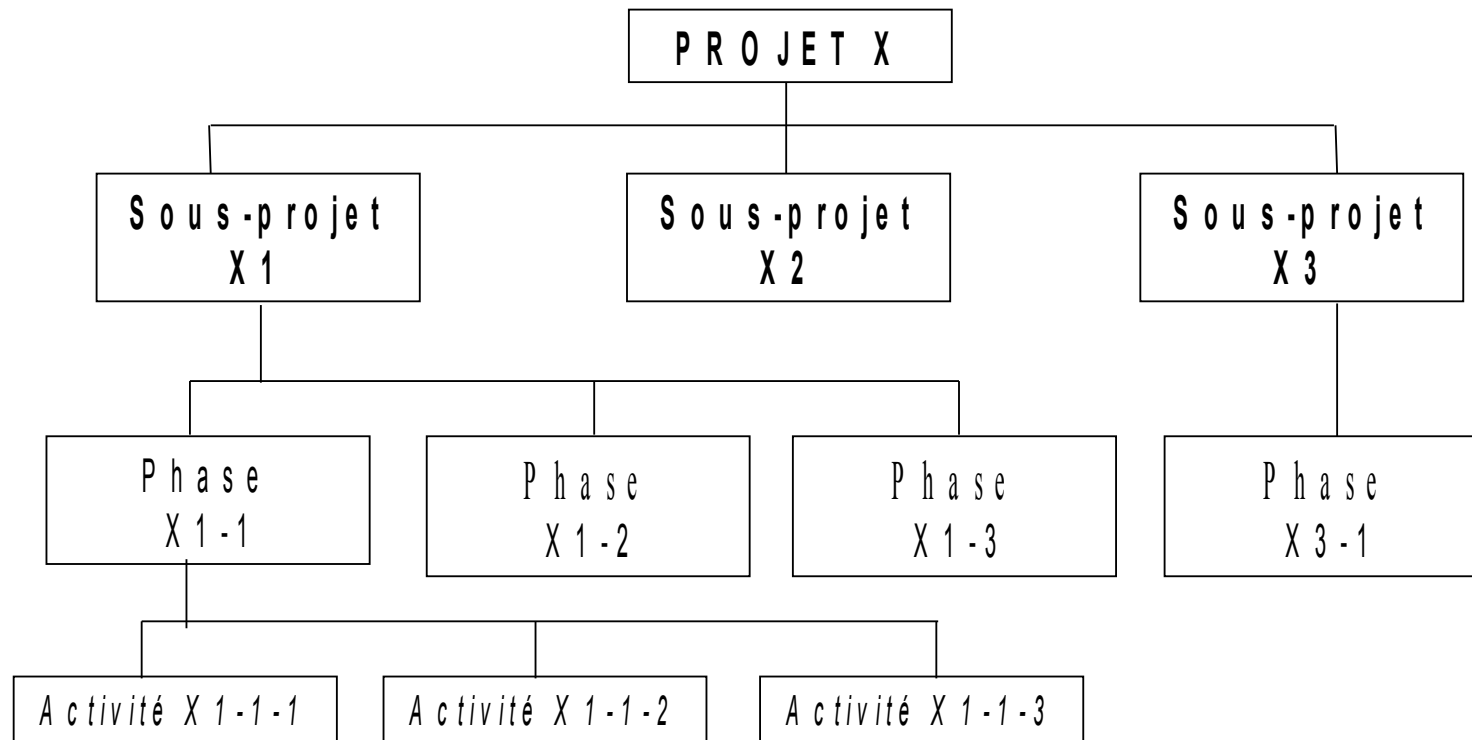 PROJET X
Sous-projet
X1
Sous-projet
X2
Sous-projet
X3
Phase
X1-1
Phase
X1-2
Phase
X1-3
Phase
X3-1
Activité X1-1-1
Activité X1-1-2
Activité X1-1-3